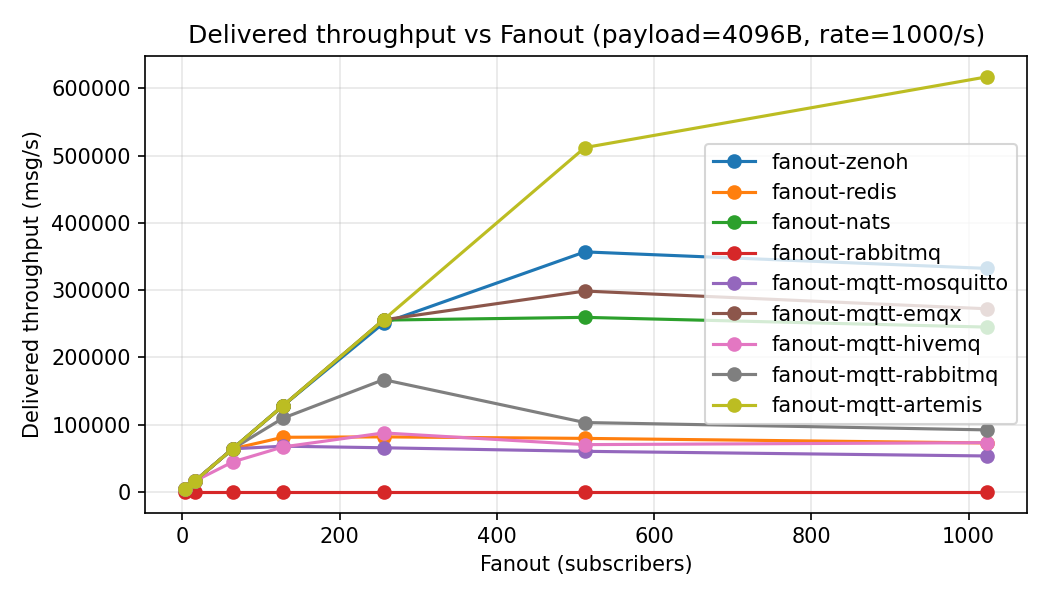 Delivered throughput vs Fanout (payload=4096B, rate=1000/s)
Delivered throughput (msg/s)
600000
500000
400000
300000
200000
100000
0
fanout-zenoh
fanout-redis
fanout-nats
fanout-rabbitmq
fanout-mqtt-mosquitto
fanout-mqtt-emqx
fanout-mqtt-hivemq
fanout-mqtt-rabbitmq
fanout-mqtt-artemis
0 200 400 600 800 1000
Fanout (subscribers)